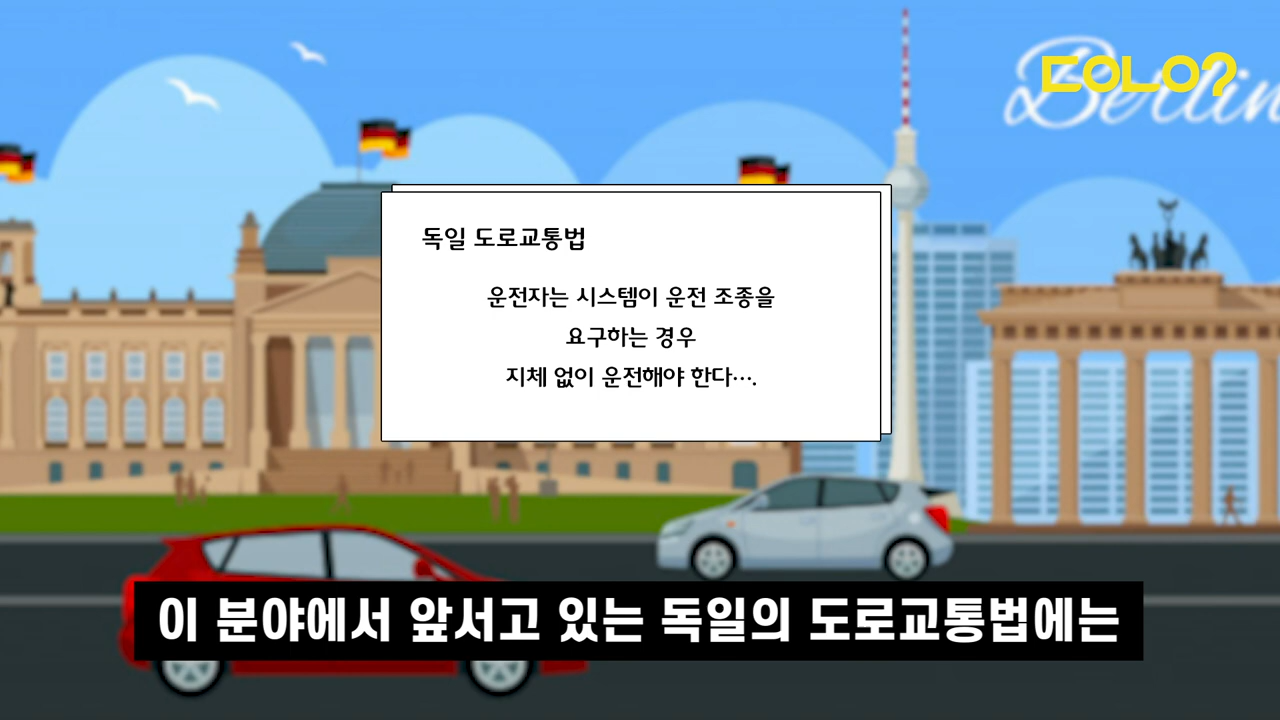 EOLO?
Berlin
독일 도로교통법
운전자는 시스템이 운전 조종을
요구하는 경우
지체 없이 운전해야 한다….
이 분야에서 앞서고 있는 독일의 도로교통법에는